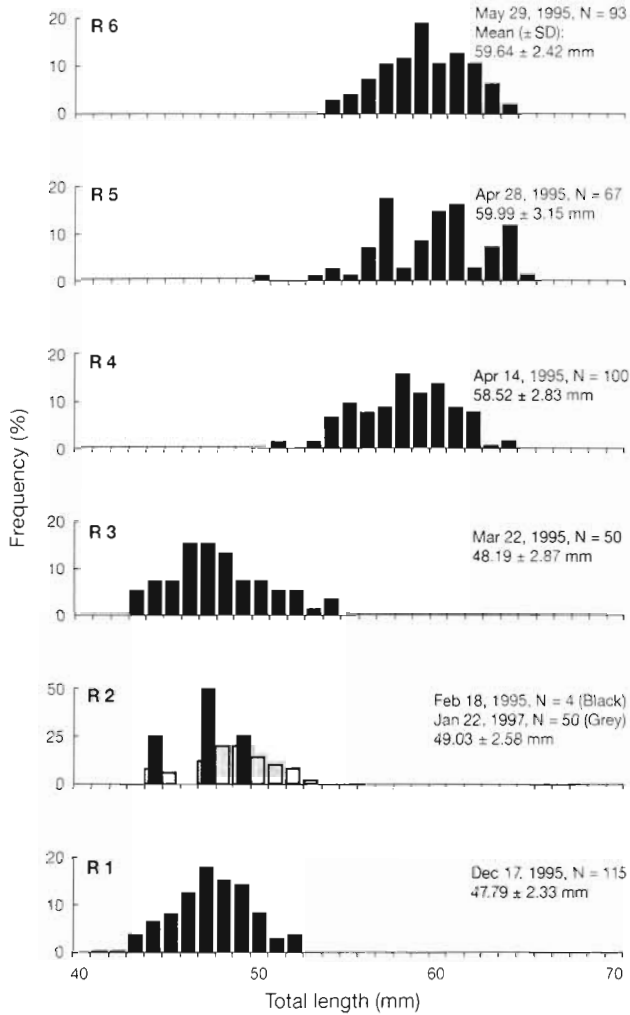 R 6
May 29, 1995, N = 93
Mean (± SD):
59.64 ± 2.42 mm
20
10
0
R 5
Apr 28, 1995, N = 67
59.99 ± 3.15 mm
20
10
0
R 4
Apr 14, 1995, N = 100
58.52 ± 2.83 mm
20
10
0
Frequency (%)
R 3
Mar 22, 1995, N = 50
48.19 ± 2.87 mm
20
10
0
R 2
Feb 18, 1995, N = 4 (Black)
Jan 22, 1997, N = 50 (Grey)
49.03 ± 2.58 mm
50
25
0
R 1
Dec 17, 1995, N = 115
47.79 ± 2.33 mm
20
10
0
40 50 60 70
Total length (mm)